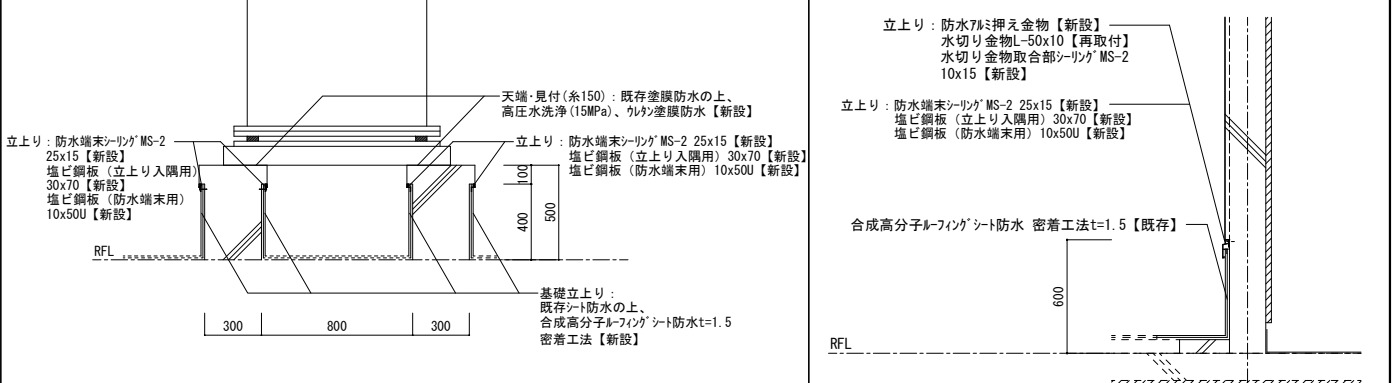 天端・見付(糸150)：既存塗膜防水の上、
高圧水洗浄(15MPa)、ウレタン塗膜防水【新設】
立上り：防水端末シーリングMS-2
25x15【新設】
塩ビ鋼板（立上り入隅用）
30x70【新設】
塩ビ鋼板（防水端末用）
10x50U【新設】
立上り：防水端末シーリングMS-2 25x15【新設】
塩ビ鋼板（立上り入隅用）30x70【新設】
塩ビ鋼板（防水端末用）10x50U【新設】
100
400
500
RFL
300
800
300
基礎立上り：
既存シート防水の上、
合成高分子ルーフィングシート防水t=1.5
密着工法【新設】
立上り：防水アルミ押え金物【新設】
水切り金物L-50x10【再取付】
水切り金物取合部シーリングMS-2
10x15【新設】
立上り：防水端末シーリングMS-2 25x15【新設】
塩ビ鋼板（立上り入隅用）30x70【新設】
塩ビ鋼板（防水端末用）10x50U【新設】
合成高分子ルーフィングシート防水 密着工法t=1.5【既存】
600
RFL